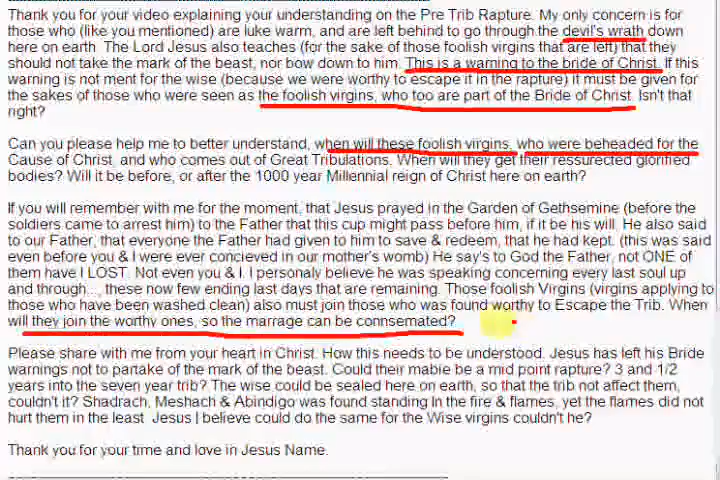 Thank you for your video explaining your understanding on the Pre Trib Rapture. My only concern is for
those who (like you mentioned) are luke warm, and are left behind to go through the devil's wrath down
here on earth. The Lord Jesus also teaches (for the sake of those foolish virgins that are left) that they
should not take the mark of the beast, nor bow down to him. This is a warning to the bride of Christ. If this
warning is not ment for the wise (because we were worthy to escape it in the rapture) it must be given for
the sakes of those who were seen as the foolish virgins, who too are part of the Bride of Christ. Isn't that
right?
Can you please help me to better understand, when will these foolish virgins, who were beheaded for the
Cause of Christ, and who comes out of Great Tribulations. When will they get their ressurected glorified
bodies? Will it be before, or after the 1000 year Millennial reign of Christ here on earth?
If you will remember with me for the moment, that Jesus prayed in the Garden of Gethsemine (before the
soldiers came to arrest him) to the Father that this cup might pass before him, if it be his will. He also said
to our Father, that everyone the Father had given to him to save & redeem, that he had kept. (this was said
even before you & I were ever concieved in our mother's womb) He say's to God the Father, not ONE of
them have I LOST. Not even you & I. I personaly believe he was speaking concerning every last soul up
and through..., these now few ending last days that are remaining. Those foolish Virgins (virgins applying to
those who have been washed clean) also must join those who was found worthy to Escape the Trib. When
will they join the worthy ones, so the marrage can be connsemated?
Please share with me from your heart in Christ. How this needs to be understood. Jesus has left his Bride
warnings not to partake of the mark of the beast. Could their mabie be a mid point rapture? 3 and 1/2
years into the seven year trib? The wise could be sealed here on earth, so that the trib not affect them,
couldn't it? Shadrach, Meshach & Abindigo was found standing In the fire & flames, yet the flames did not
hurt them in the least. Jesus I believe could do the same for the Wise virgins couldn't he?
Thank you for your time and love in Jesus Name.